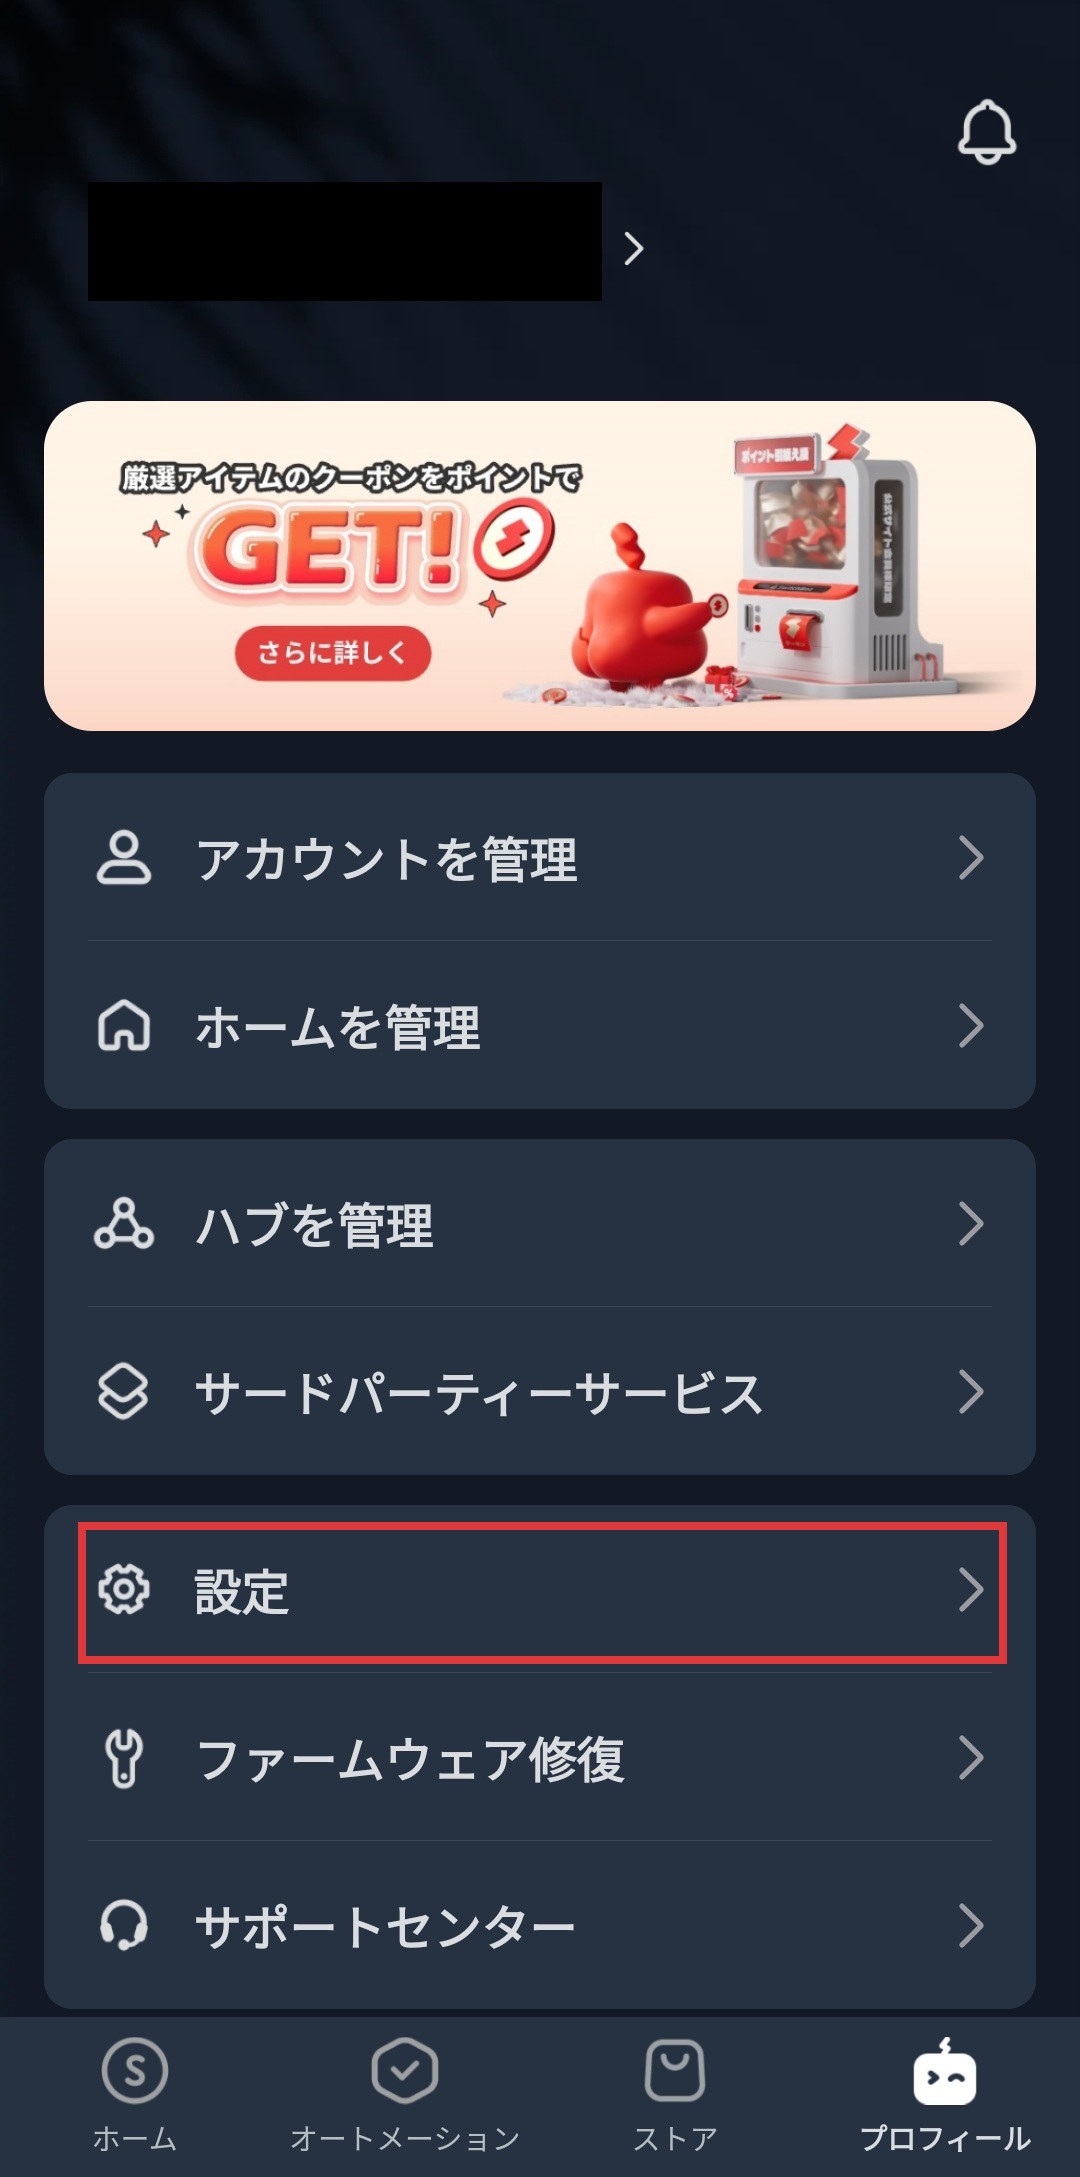 厳選アイテムのクーポンをポイントで
GET!
さらに詳しく
アカウントを管理
ホームを管理
ハブを管理
サードパーティーサービス
設定
ファームウェア修復
サポートセンター
ホーム
オートメーション
ストア
プロフィール